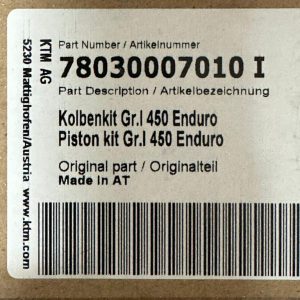 KTM AG
5230 Mattighofen/Austria www.ktm.com
Part Number / Artikelnummer
78030007010 I
Part Description / Artikelbezeichnung
Kolbenkit Gr.I 450 Enduro
Piston kit Gr.I 450 Enduro
Original part / Originalteil
Made In AT